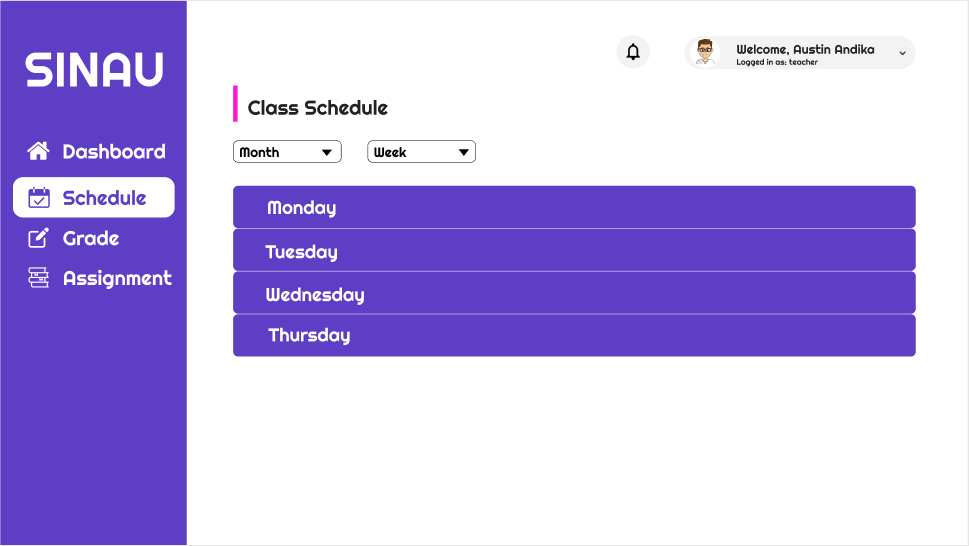 SINAU
Dashboard
Schedule
Grade
Assignment
Welcome, Austin Andika
Logged in as: teacher
Class Schedule
Month
Week
Monday
Tuesday
Wednesday
Thursday